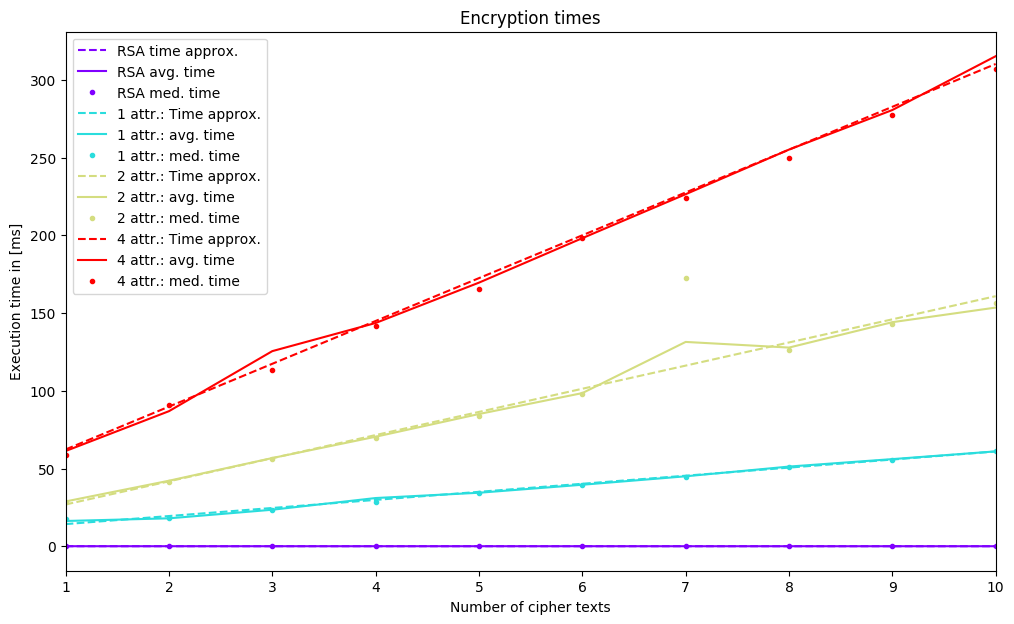 Encryption times
RSA time approx.
RSA avg. time
RSA med. time
1 attr.: Time approx.
1 attr.: avg. time
1 attr.: med. time
2 attr.: Time approx.
2 attr.: avg. time
2 attr.: med. time
4 attr.: Time approx.
4 attr.: avg. time
4 attr.: med. time
Execution time in [ms]
300
250
200
150
100
50
0
1 2 3 4 5 6 7 8 9 10
Number of cipher texts